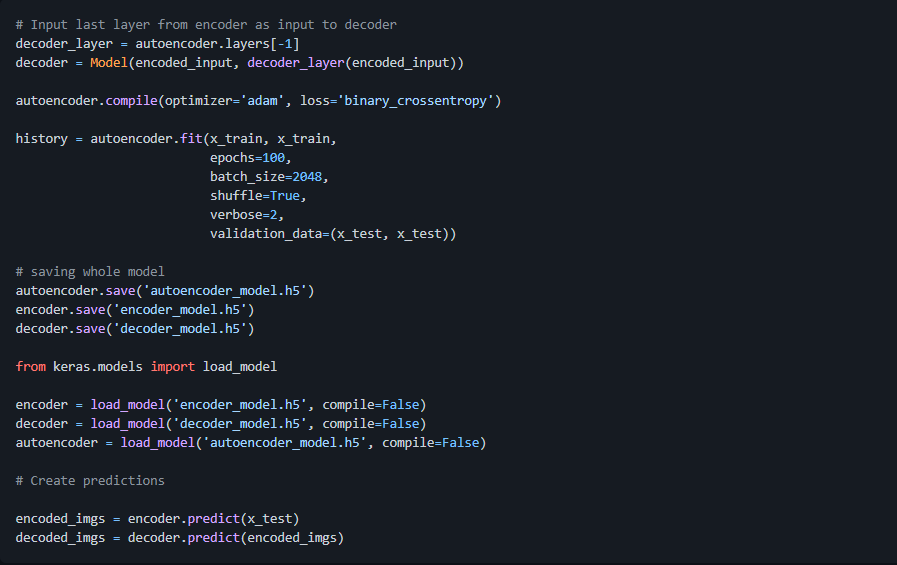 # Input last layer from encoder as input to decoder
decoder_layer = autoencoder.layers[-1]
decoder = Model(encoded_input, decoder_layer(encoded_input))
autoencoder.compile(optimizer='adam', loss='binary_crossentropy')
history = autoencoder.fit(x_train, x_train,
epochs=100,
batch_size=2048,
shuffle=True,
verbose=2,
validation_data=(x_test, x_test))
# saving whole model
autoencoder.save('autoencoder_model.h5')
encoder.save('encoder_model.h5')
decoder.save('decoder_model.h5')
from keras.models import load_model
encoder = load_model('encoder_model.h5', compile=False)
decoder = load_model('decoder_model.h5', compile=False)
autoencoder = load_model('autoencoder_model.h5', compile=False)
# Create predictions
encoded_imgs = encoder.predict(x_test)
decoded_imgs = decoder.predict(encoded_imgs)